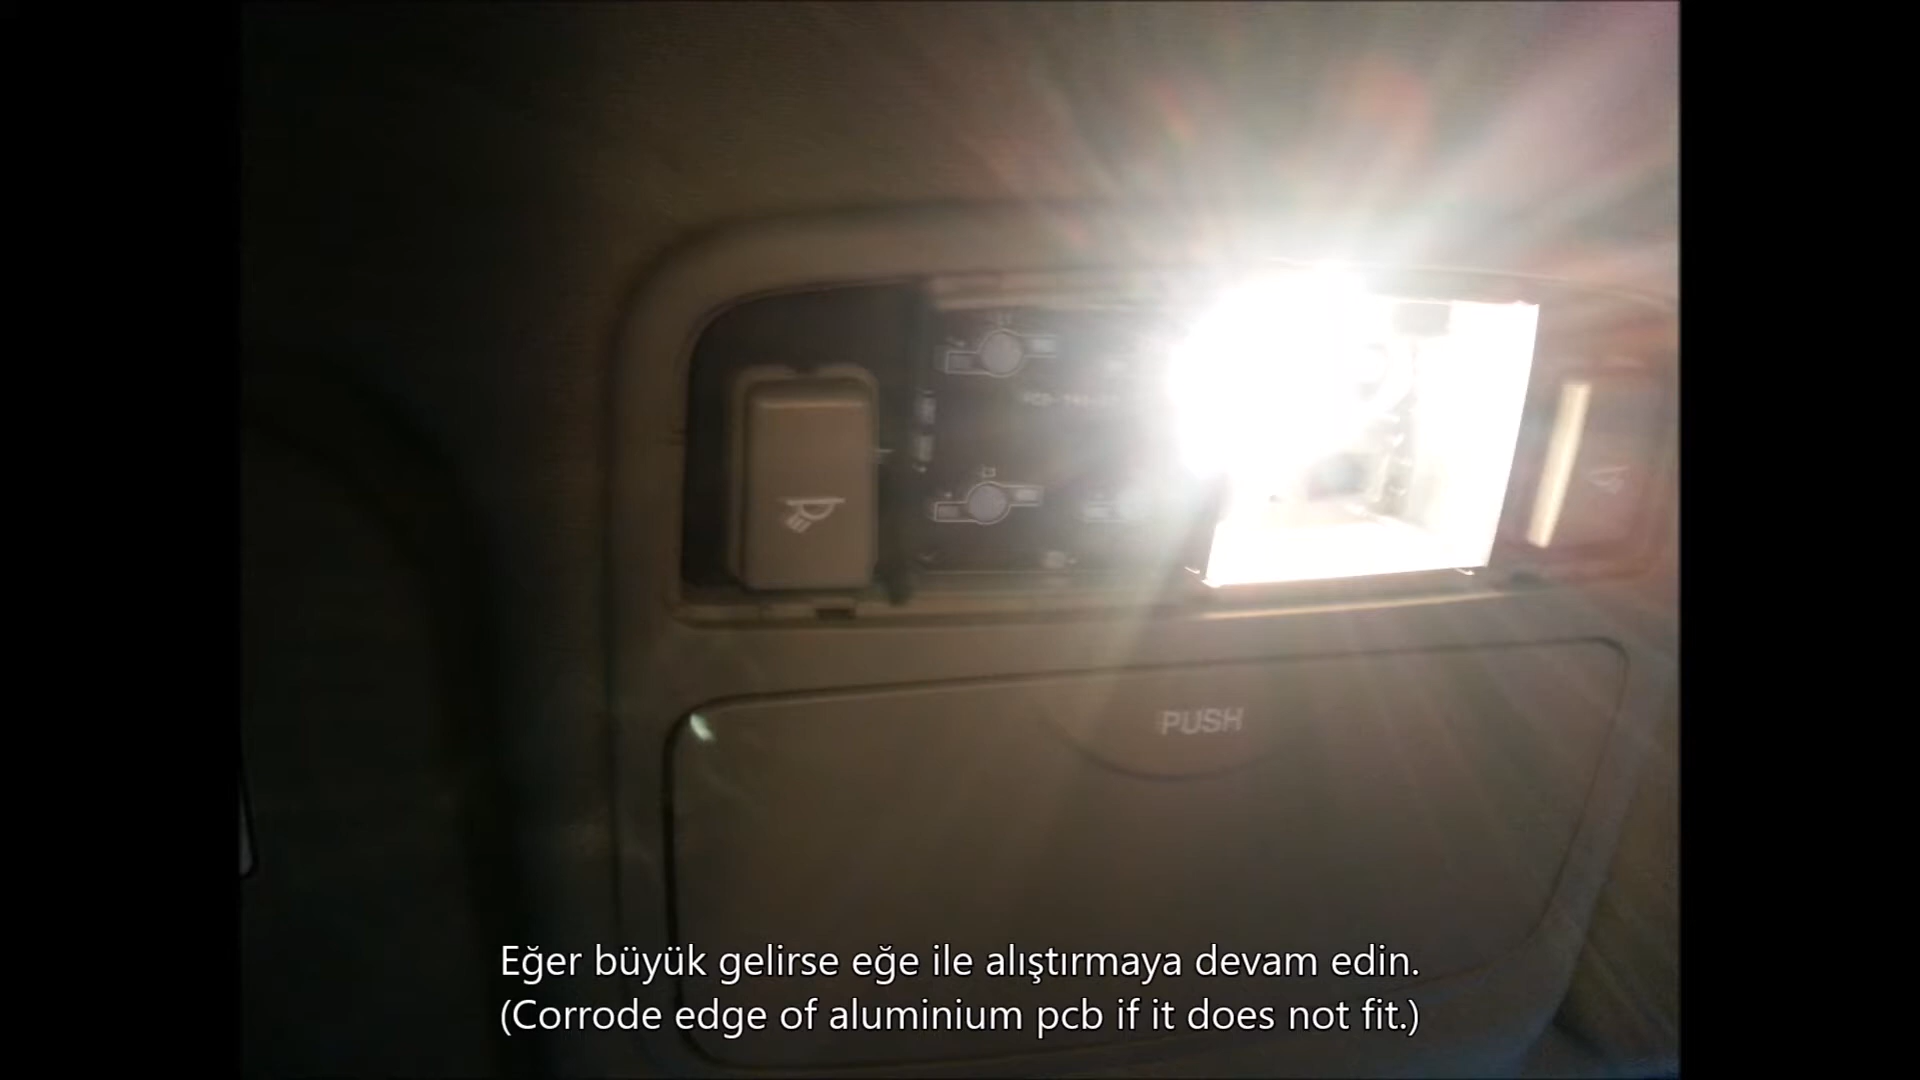 PUSH
Eğer büyük gelirse eğe ile alıştırmaya devam edin.
(Corrode edge of aluminium pcb if it does not fit.)